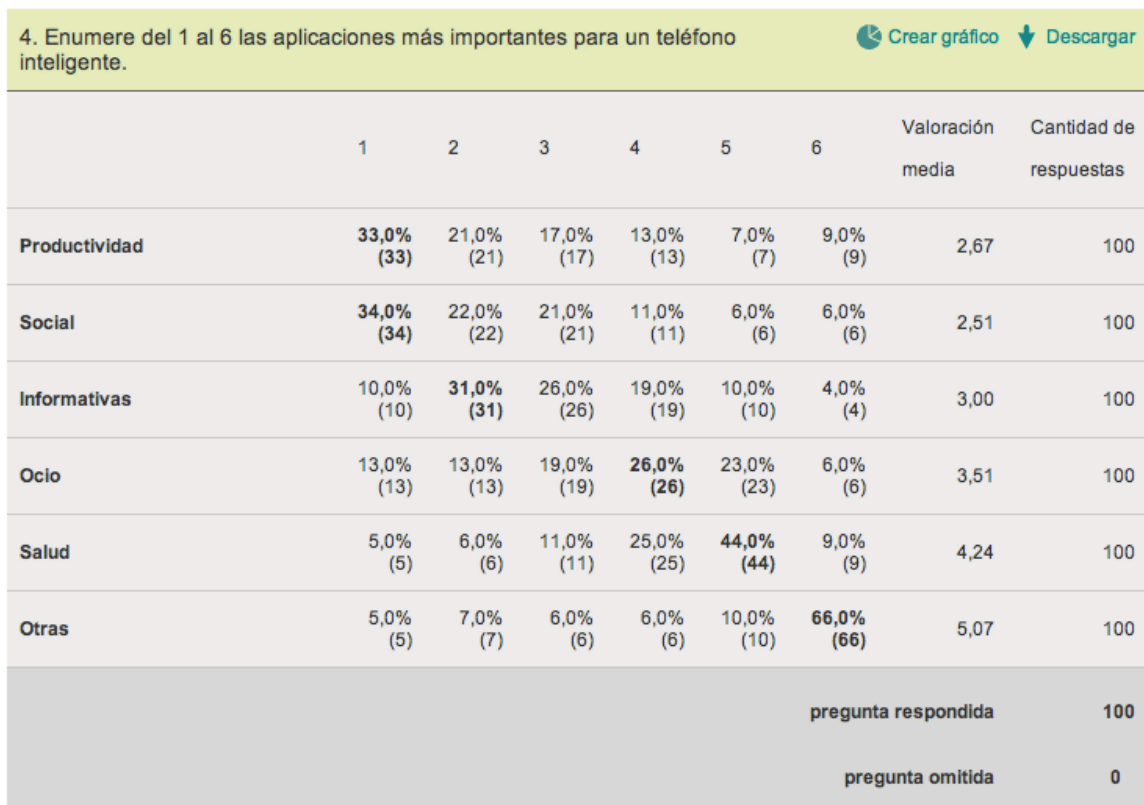 4. Enumere del 1 al 6 las aplicaciones más importantes para un teléfono
inteligente.
Crear gráfico Descargar
1 2 3 4 5 6 Valoración media Cantidad de respuestas
Productividad 33,0% (33) 21,0% (21) 17,0% (17) 13,0% (13) 7,0% (7) 9,0% (9) 2,67 100
Social 34,0% (34) 22,0% (22) 21,0% (21) 11,0% (11) 6,0% (6) 6,0% (6) 2,51 100
Informativas 10,0% (10) 31,0% (31) 26,0% (26) 19,0% (19) 10,0% (10) 4,0% (4) 3,00 100
Ocio 13,0% (13) 13,0% (13) 19,0% (19) 26,0% (26) 23,0% (23) 6,0% (6) 3,51 100
Salud 5,0% (5) 6,0% (6) 11,0% (11) 25,0% (25) 44,0% (44) 9,0% (9) 4,24 100
Otras 5,0% (5) 7,0% (7) 6,0% (6) 6,0% (6) 10,0% (10) 66,0% (66) 5,07 100
pregunta respondida 100
pregunta omitida 0